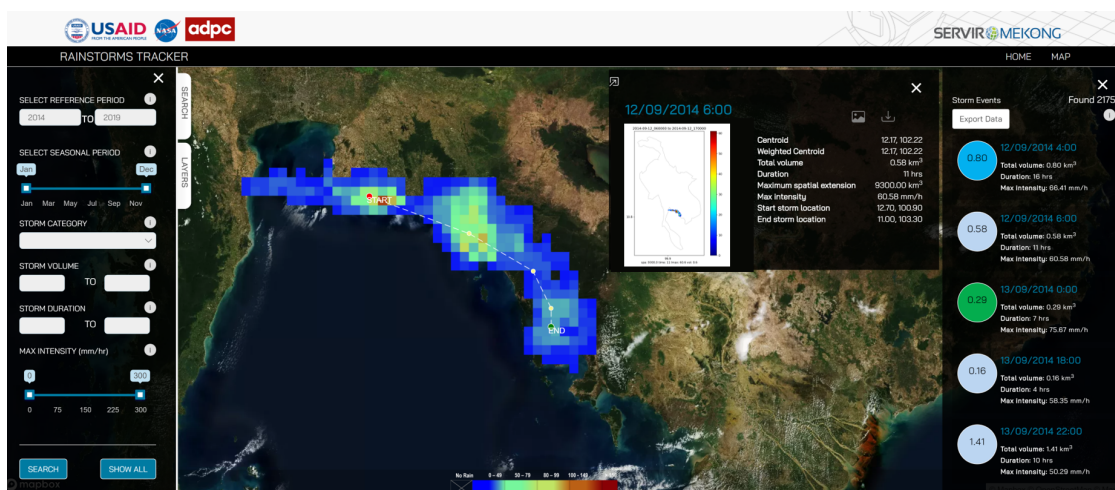 USAID
FROM THE AMERICAN PEOPLE
NASA
adpc
SERVIR MEKONG
RAINSTORMS TRACKER
HOME
MAP
SELECT REFERENCE PERIOD
2014 TO 2019
SELECT SEASONAL PERIOD
Jan Dec
Jan Mar May Jul Sep Nov
STORM CATEGORY
STORM VOLUME
TO
STORM DURATION
TO
MAX INTENSITY (mm/hr)
0 300
0 75 150 225 300
SEARCH
SHOW ALL
mapbox
SEARCH
LAYERS
START
END
No Rain 0 - 49 50 - 79 80 - 99
12/09/2014 6:00
Centroid 12.17, 102.22
Weighted Centroid 12.17, 102.22
Total volume 0.58 km³
Duration 11 hrs
Maximum spatial extension 9300.00 km²
Max intensity 60.58 mm/h
Start storm location 12.70, 100.90
End storm location 11.00, 103.30
Storm Events
Found 2175
Export Data
0.80
12/09/2014 4:00
Total volume: 0.80 km³
Duration: 16 hrs
Max intensity: 66.41 mm/h
0.58
12/09/2014 6:00
Total volume: 0.58 km³
Duration: 11 hrs
Max intensity: 60.58 mm/h
0.29
13/09/2014 0:00
Total volume: 0.29 km³
Duration: 7 hrs
Max intensity: 75.67 mm/h
0.16
13/09/2014 18:00
Total volume: 0.16 km³
Duration: 4 hrs
Max intensity: 58.35 mm/h
1.41
13/09/2014 22:00
Total volume: 1.41 km³
Duration: 10 hrs
Max intensity: 50.29 mm/h